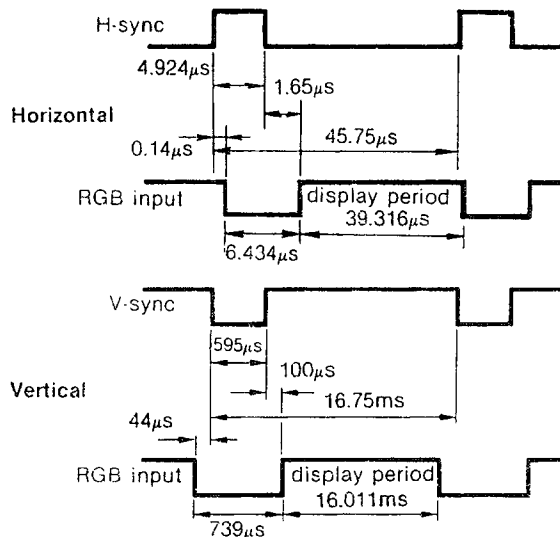 H-sync
4.924μs
1.65μs
Horizontal
45.75μs
0.14μs
RGB input
display period
39.316μs
6.434μs
V-sync
595μs
100μs
Vertical
16.75ms
44μs
RGB input
display period
16.011ms
739μs